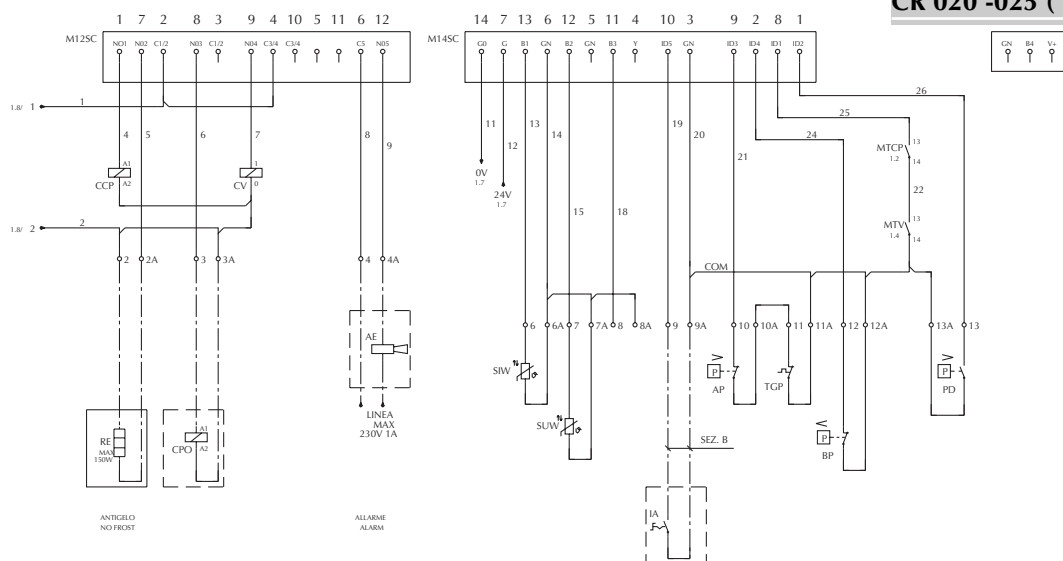 CR 020 -025 (
1 7 2 8 3 9 4 10 5 11 6 12
M12SC
NO1 N02 C1/2 N03 C1/2 N04 C3/4 C3/4 C5 N05
14 7 13 6 12 5 11 4 10 3 9 2 8 1
M14SC
G0 G B1 GN B2 GN B3 Y ID5 GN ID3 ID4 ID1 ID2
GN B4 V+
1.8/ 1 1
4 5 6 7 8 9
CCP A1 A2
CV 1 0
1.8/ 2 2
2 2A 3 3A 4 4A
RE
MAX
150W
CPO A1 A2
AE
LINEA
MAX
230V 1A
ANTIGELO
NO FROST
ALLARME
ALARM
11 12 13 14 15 18 19 20 21 24 25 26
0V
1.7
24V
1.7
MTCP
1.2
13
14
22
MTV
1.4
13
14
COM
6 6A 7 7A 8 8A 9 9A 10 10A 11 11A 12 12A 13A 13
SIW
SUW
P
AP
TGP
P
BP
P
PD
SEZ. B
IA